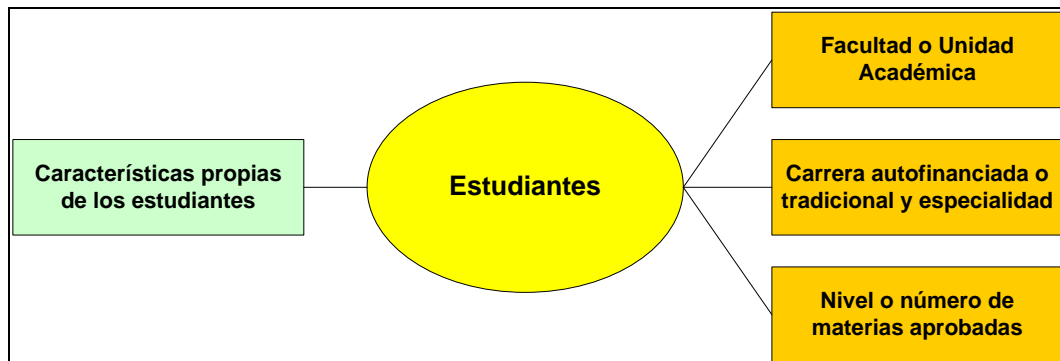 Facultad o Unidad
Académica
Características propias
de los estudiantes
Estudiantes
Carrera autofinanciada o
tradicional y especialidad
Nivel o número de
materias aprobadas